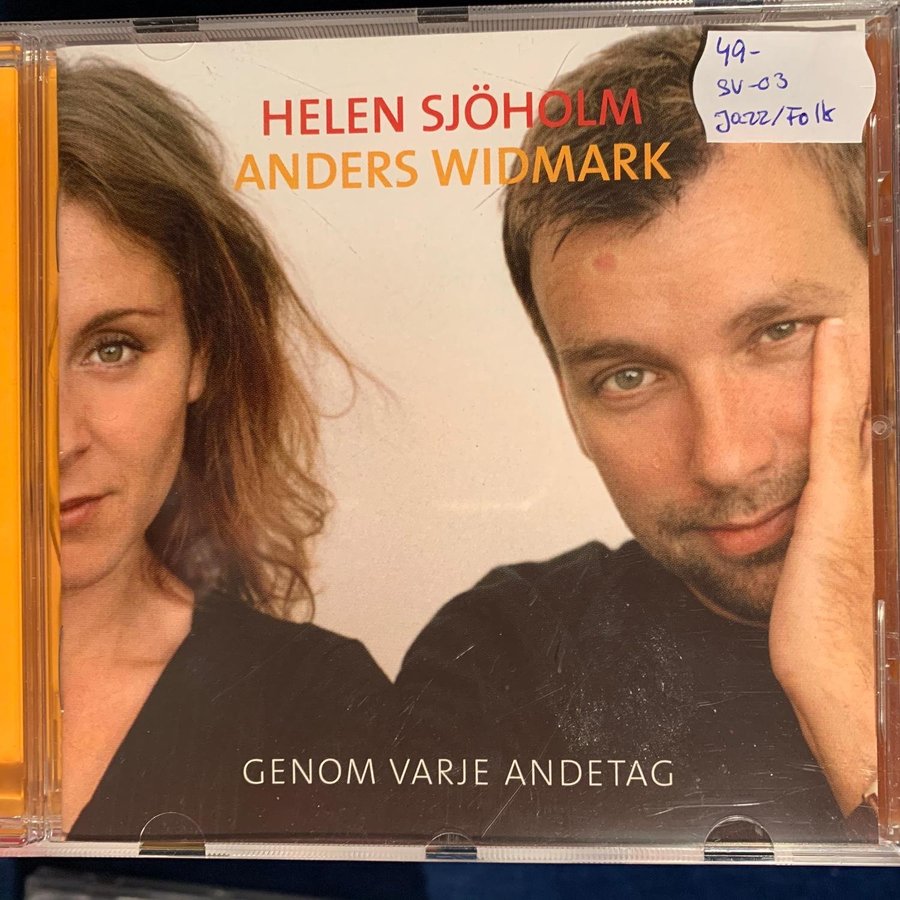 HELEN SJÖHOLM
ANDERS WIDMARK
49-
SV-03
Jazz/Folk
GENOM VARJE ANDETAG